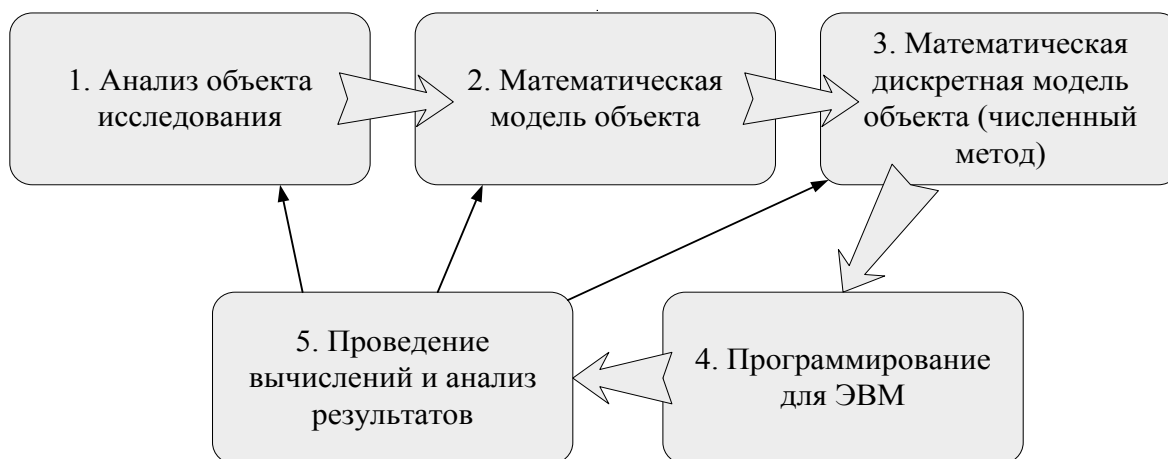 1. Анализ объекта
исследования
2. Математическая
модель объекта
3. Математическая
дискретная модель
объекта (численный
метод)
4. Программирование
для ЭВМ
5. Проведение
вычислений и анализ
результатов